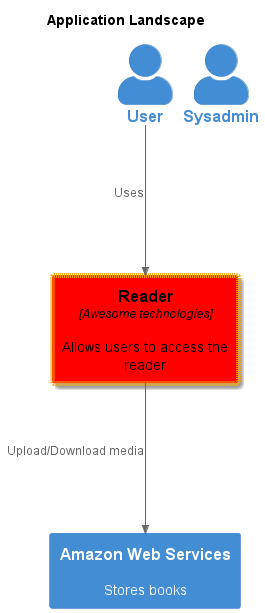 Application Landscape
User Sysadmin
Uses
Reader
[Awesome technologies]
Allows users to access the
reader
Upload/Download media
Amazon Web Services
Stores books